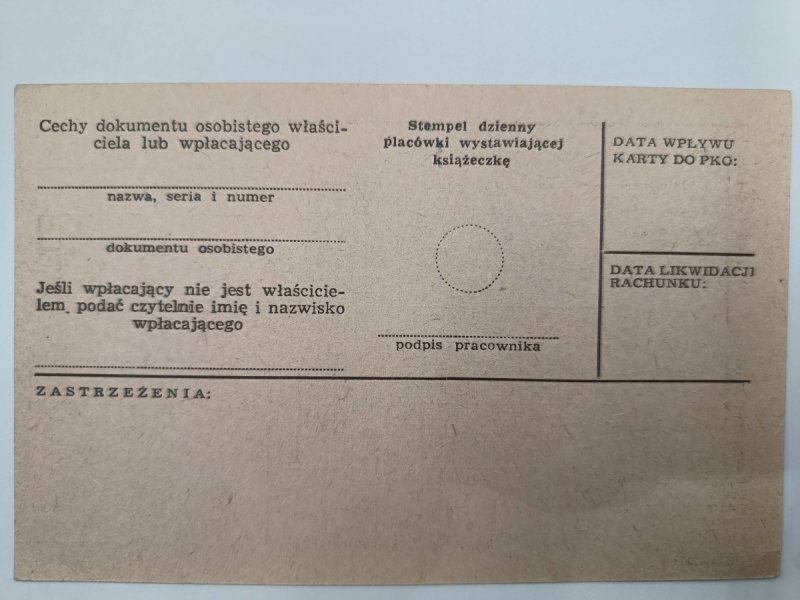 Cechy dokumentu osobistego właści-
ciela lub wpłacającego
nazwa, seria i numer
dokumentu osobistego
Jeśli wpłacający nie jest właścicie-
lem, podać czytelnie imię i nazwisko
wpłacającego
Stempel dzienny
placówki wystawiającej
książeczkę
podpis pracownika
DATA WPŁYWU
KARTY DO PKO:
DATA LIKWIDACJI
RACHUNKU:
ZASTRZEŻENIA: